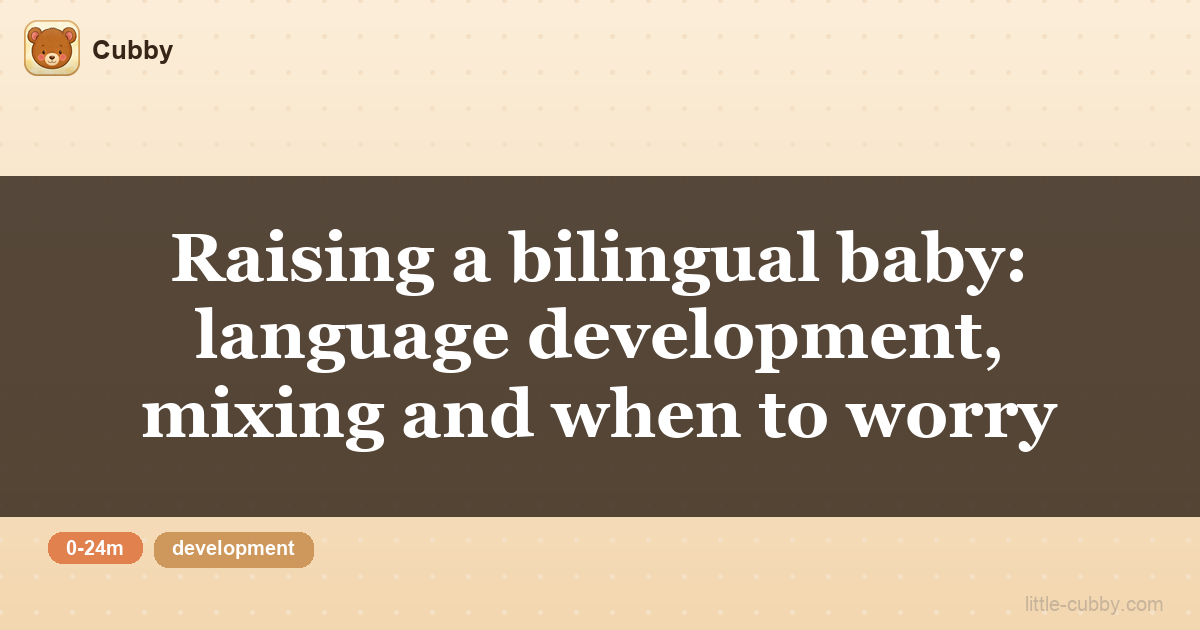 Cubby
Raising a bilingual baby:
language development,
mixing and when to worry
0-24m
development
little-cubby.com